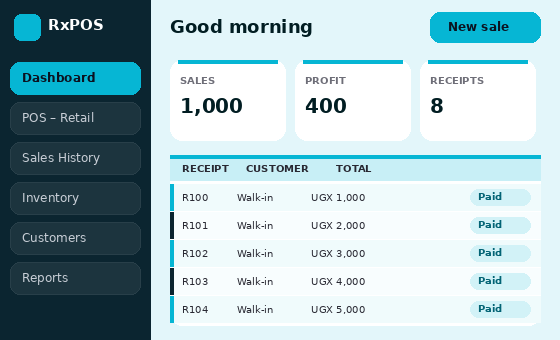 RxPOS
Dashboard
POS – Retail
Sales History
Inventory
Customers
Reports
Good morning
New sale
SALES
1,000
PROFIT
400
RECEIPTS
8
RECEIPT CUSTOMER TOTAL
R100 Walk-in UGX 1,000 Paid
R101 Walk-in UGX 2,000 Paid
R102 Walk-in UGX 3,000 Paid
R103 Walk-in UGX 4,000 Paid
R104 Walk-in UGX 5,000 Paid